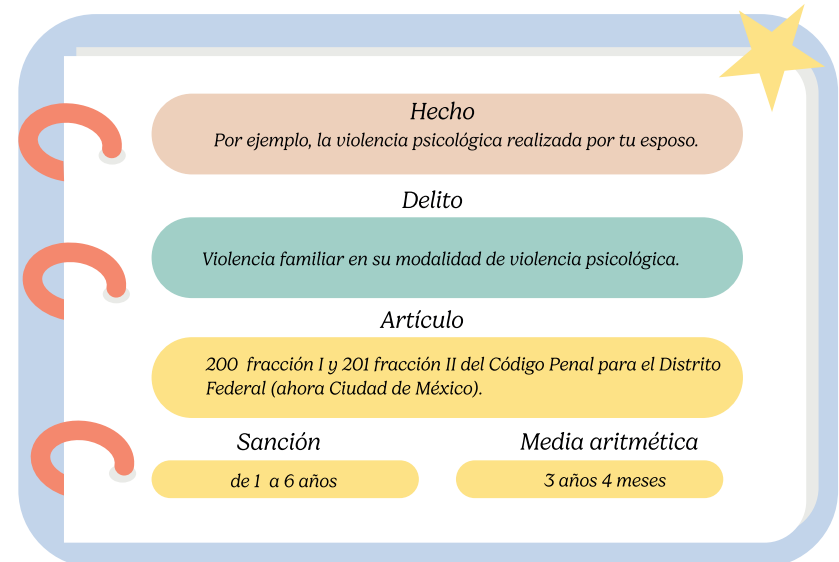 Hecho
Por ejemplo, la violencia psicológica realizada por tu esposo.
Delito
Violencia familiar en su modalidad de violencia psicológica.
Artículo
200 fracción I y 201 fracción II del Código Penal para el Distrito
Federal (ahora Ciudad de México).
Sanción
de 1 a 6 años
Media aritmética
3 años 4 meses